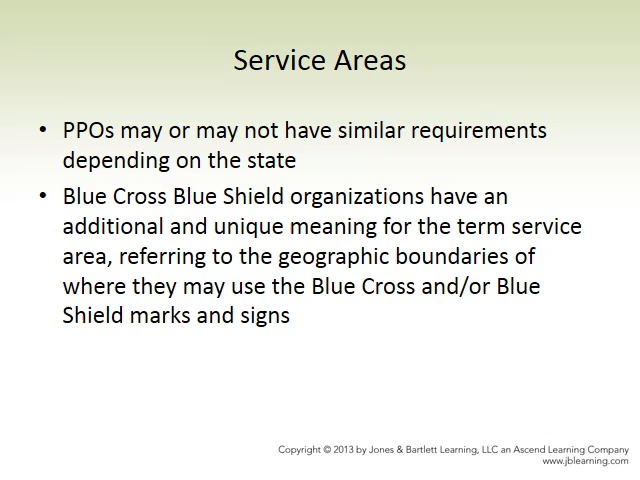 Service Areas
• PPOs may or may not have similar requirements
depending on the state
• Blue Cross Blue Shield organizations have an
additional and unique meaning for the term service
area, referring to the geographic boundaries of
where they may use the Blue Cross and/or Blue
Shield marks and signs
Copyright © 2013 by Jones & Bartlett Learning, LLC an Ascend Learning Company
www.jblearning.com